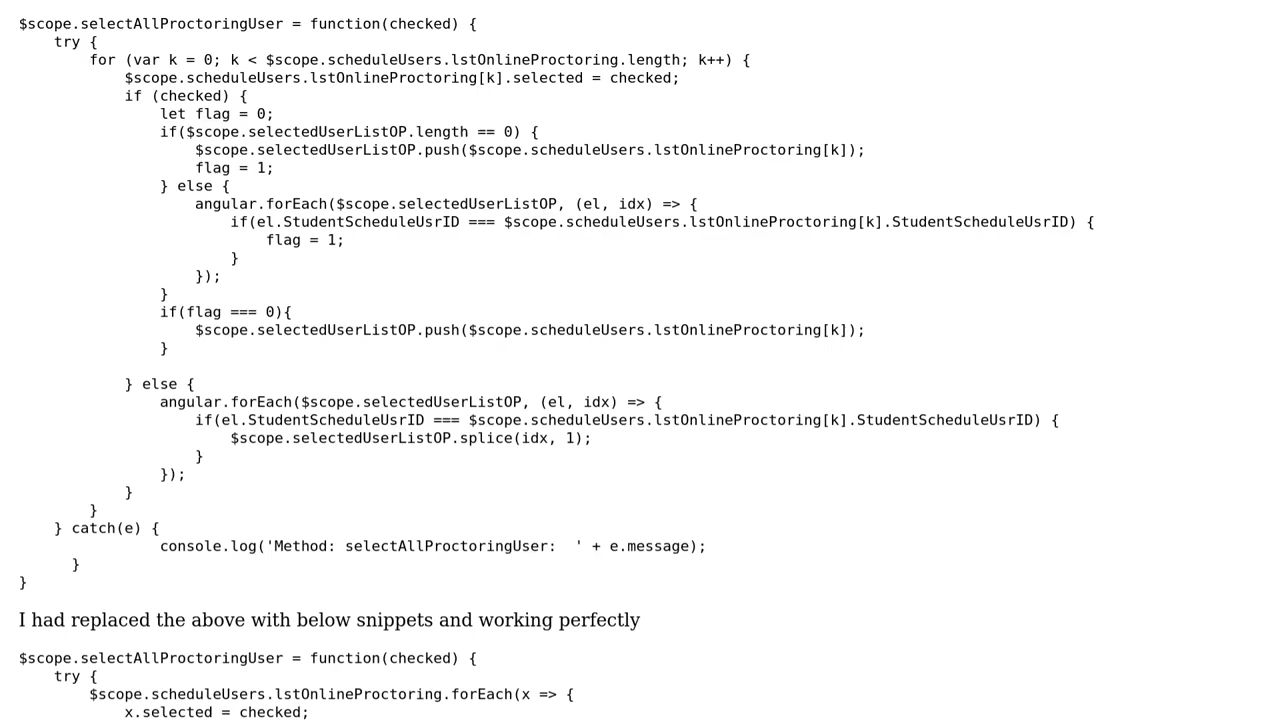 $scope.selectAllProctoringUser = function(checked) {
    try {
        for (var k = 0; k < $scope.scheduleUsers.lstOnlineProctoring.length; k++) {
            $scope.scheduleUsers.lstOnlineProctoring[k].selected = checked;
            if (checked) {
                let flag = 0;
                if($scope.selectedUserListOP.length == 0) {
                    $scope.selectedUserListOP.push($scope.scheduleUsers.lstOnlineProctoring[k]);
                    flag = 1;
                } else {
                    angular.forEach($scope.selectedUserListOP, (el, idx) => {
                        if(el.StudentScheduleUsrID === $scope.scheduleUsers.lstOnlineProctoring[k].StudentScheduleUsrID) {
                            flag = 1;
                        }
                    });
                }
                if(flag === 0){
                    $scope.selectedUserListOP.push($scope.scheduleUsers.lstOnlineProctoring[k]);
                }

            } else {
                angular.forEach($scope.selectedUserListOP, (el, idx) => {
                    if(el.StudentScheduleUsrID === $scope.scheduleUsers.lstOnlineProctoring[k].StudentScheduleUsrID) {
                        $scope.selectedUserListOP.splice(idx, 1);
                    }
                });
            }
        }
    } catch(e) {
                console.log('Method: selectAllProctoringUser:  ' + e.message);
      }
}
I had replaced the above with below snippets and working perfectly
$scope.selectAllProctoringUser = function(checked) {
    try {
        $scope.scheduleUsers.lstOnlineProctoring.forEach(x => {
            x.selected = checked;